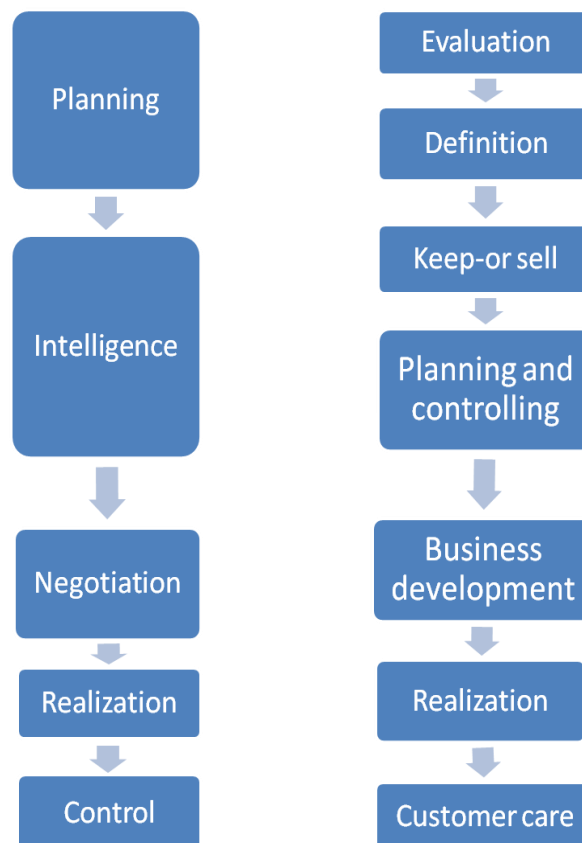 Planning
Intelligence
Negotiation
Realization
Control
Evaluation
Definition
Keep-or sell
Planning and
controlling
Business
development
Realization
Customer care